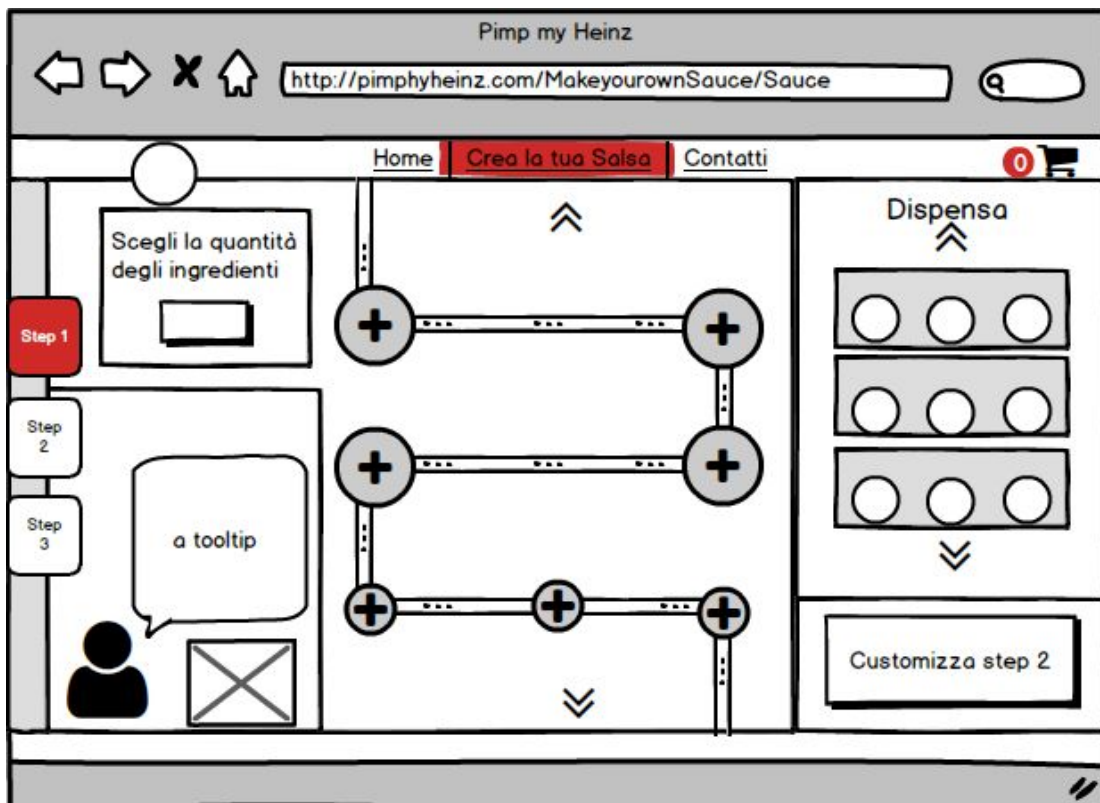 Pimp my Heinz
http://pimphyheinz.com/MakeyourownSauce/Sauce
Home
Crea la tua Salsa
Contatti
0
Scegli la quantità
degli ingredienti
Dispensa
Step 1
Step
2
Step
3
a tooltip
Customizza step 2